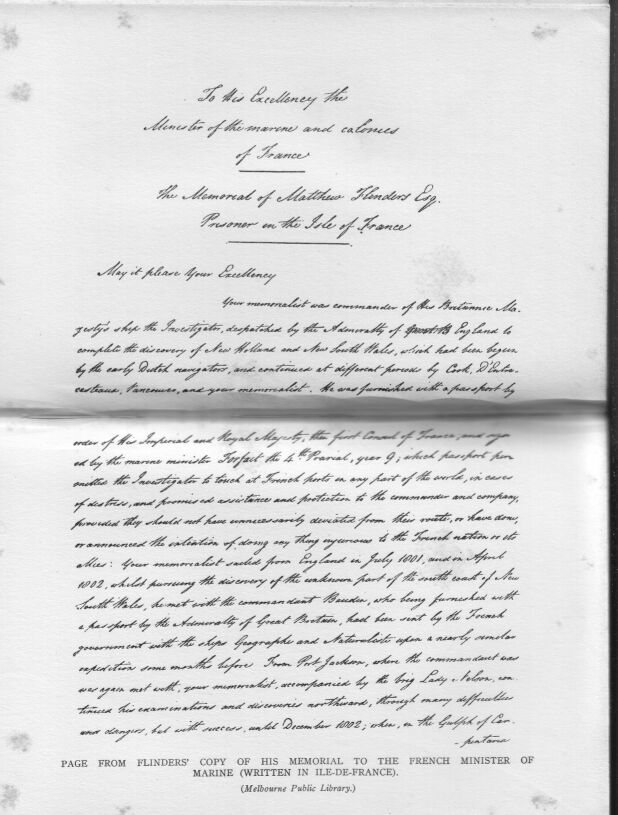 To His Excellency the
Minister of the marine and colonies
of France
The Memorial of Matthew Flinders Esq.
Prisoner in the Isle of France
May it please Your Excellency
Your memorialist was commander of His Britannic Ma-
jesty's ship the Investigator, despatched by the Admiralty of England to
complete the discovery of New Holland and New South Wales, which had been begun
by the early Dutch navigators, and continued at different periods by Cook, D'Entre-
casteaux, Vancouver, and your memorialist. He was furnished with a passport by
order of His Imperial and Royal Majesty, then first Consul of France, and sign-
ed by the marine minister Forfait the 4th Prarial, year 9; which passport per-
mitted the Investigator to touch at French ports in any part of the world, in cases
of distress, and promised assistance and protection to the commander and company,
provided they should not have unnecessarily deviated from their route, or have done,
or announced the intention of doing any thing injurious to the French nation or its
allies: Your memorialist sailed from England in July 1801, and in April
1802, whilst pursuing the discovery of the unknown part of the south coast of New
South Wales, he met with the commandant Baudin, who being furnished with
a passport by the Admiralty of Great Britain, had been sent by the French
government with the ships Geographe and Naturaliste upon a nearly similar
expedition some months before From Port Jackson, where the commandant was
was again met with, your memorialist, accompanied by the brig Lady Nelson, con-
tinued his examinations and discoveries northward, through many difficulties
and dangers, but with success, until December 1802; when, in the Gulph of Car-
-pentaria
PAGE FROM FLINDERS' COPY OF HIS MEMORIAL TO THE FRENCH MINISTER OF
MARINE (WRITTEN IN ILE-DE-FRANCE).
(Melbourne Public Library.)